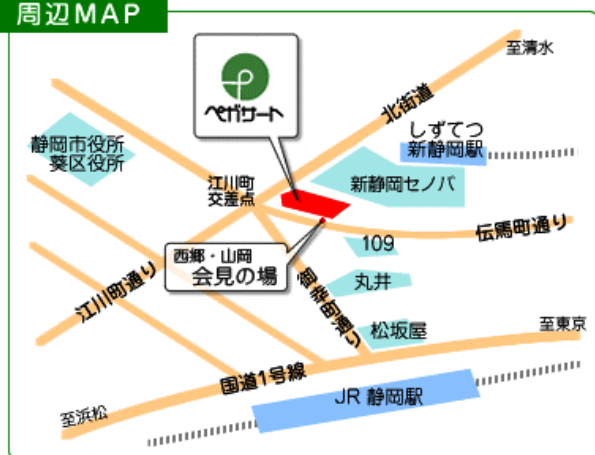 周辺MAP
至清水
ペガサート
北街道
しずてつ
新静岡駅
静岡市役所
葵区役所
新静岡セノバ
江川町
交差点
伝馬町通り
109
西郷・山岡
会見の場
江川町通り
御幸町通り
丸井
松坂屋
至東京
国道1号線
JR 静岡駅
至浜松